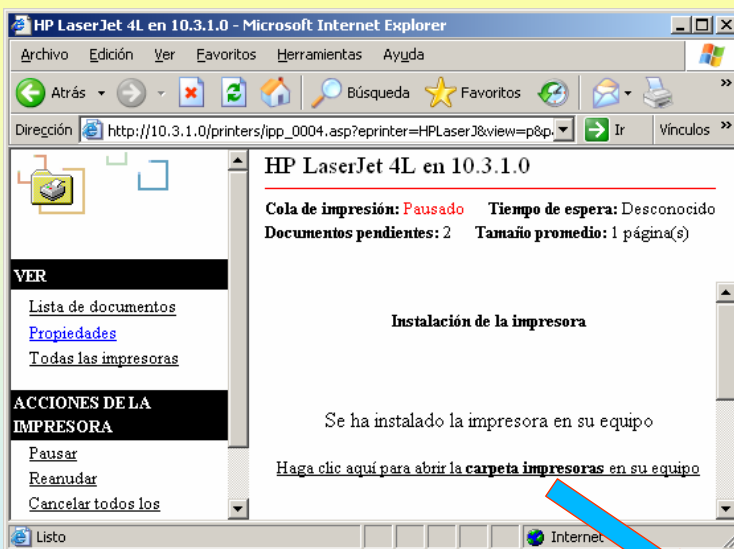 HP LaserJet 4L en 10.3.1.0 - Microsoft Internet Explorer
Archivo Edición Ver Favoritos Herramientas Ayuda
Atrás Búsqueda Favoritos »
Dirección http://10.3.1.0/printers/ipp_0004.asp?eprinter=HPLaserJ&view=p&p Ir Vínculos »
HP LaserJet 4L en 10.3.1.0
Cola de impresión: Pausado Tiempo de espera: Desconocido
Documentos pendientes: 2 Tamaño promedio: 1 página(s)
VER
Lista de documentos
Propiedades
Todas las impresoras
ACCIONES DE LA
IMPRESORA
Pausar
Reanudar
Cancelar todos los
Instalación de la impresora
Se ha instalado la impresora en su equipo
Haga clic aquí para abrir la carpeta impresoras en su equipo
Listo Internet